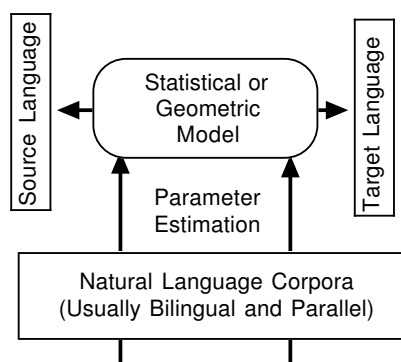 Source Language
Statistical or
Geometric
Model
Target Language
Parameter
Estimation
Natural Language Corpora
(Usually Bilingual and Parallel)